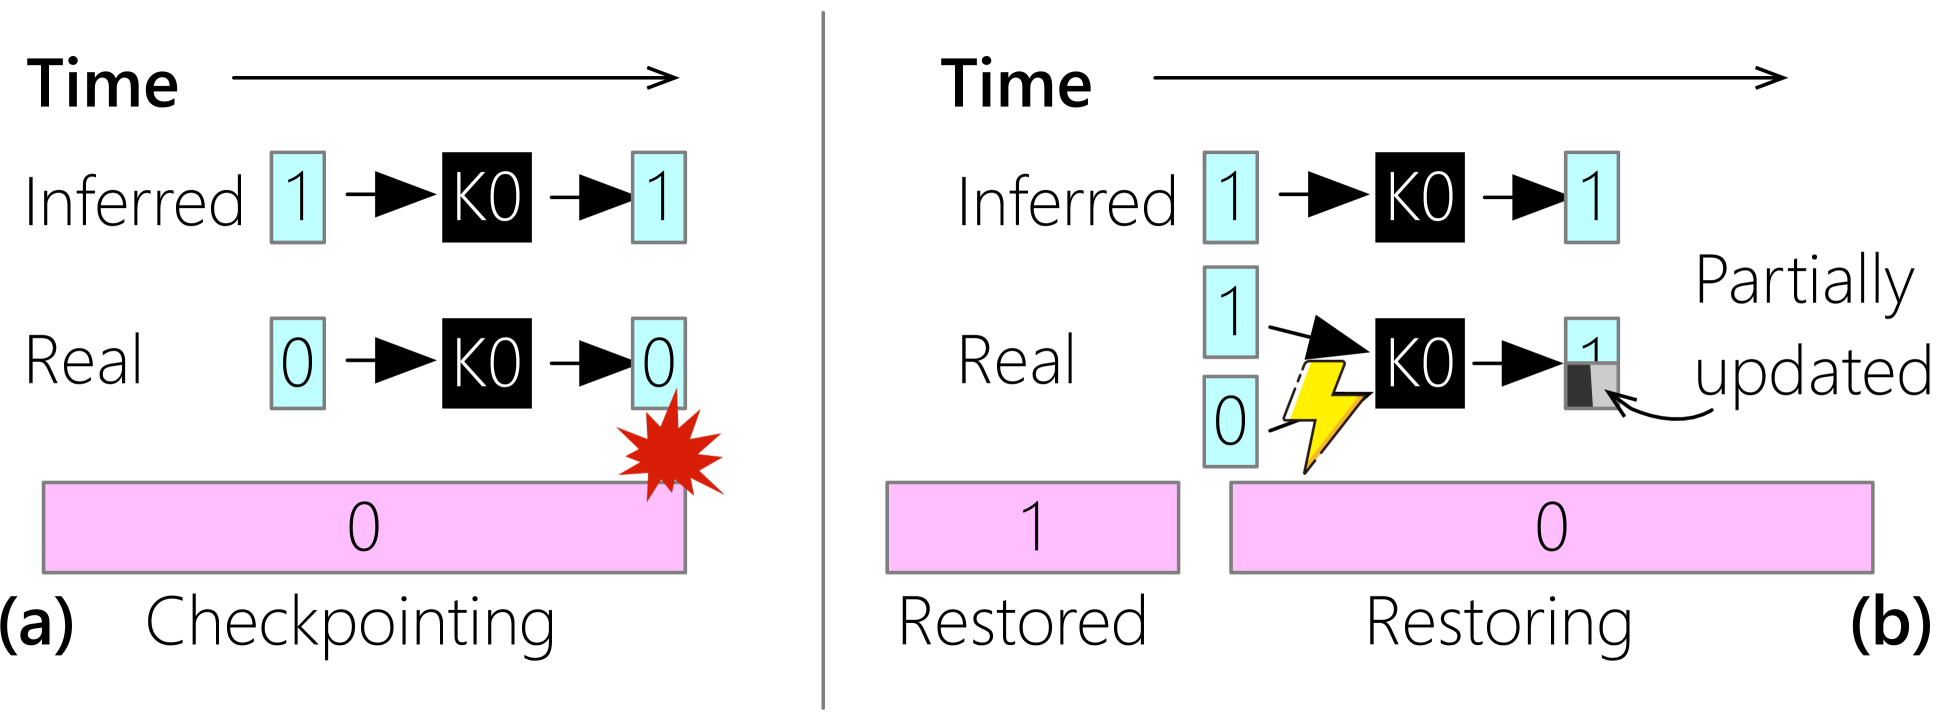 Time
Inferred 1 K0 1
Real 0 K0 0
0
(a) Checkpointing
Time
Inferred 1 K0 1
Real 1 0 K0 1
Partially
updated
1 0
Restored Restoring (b)